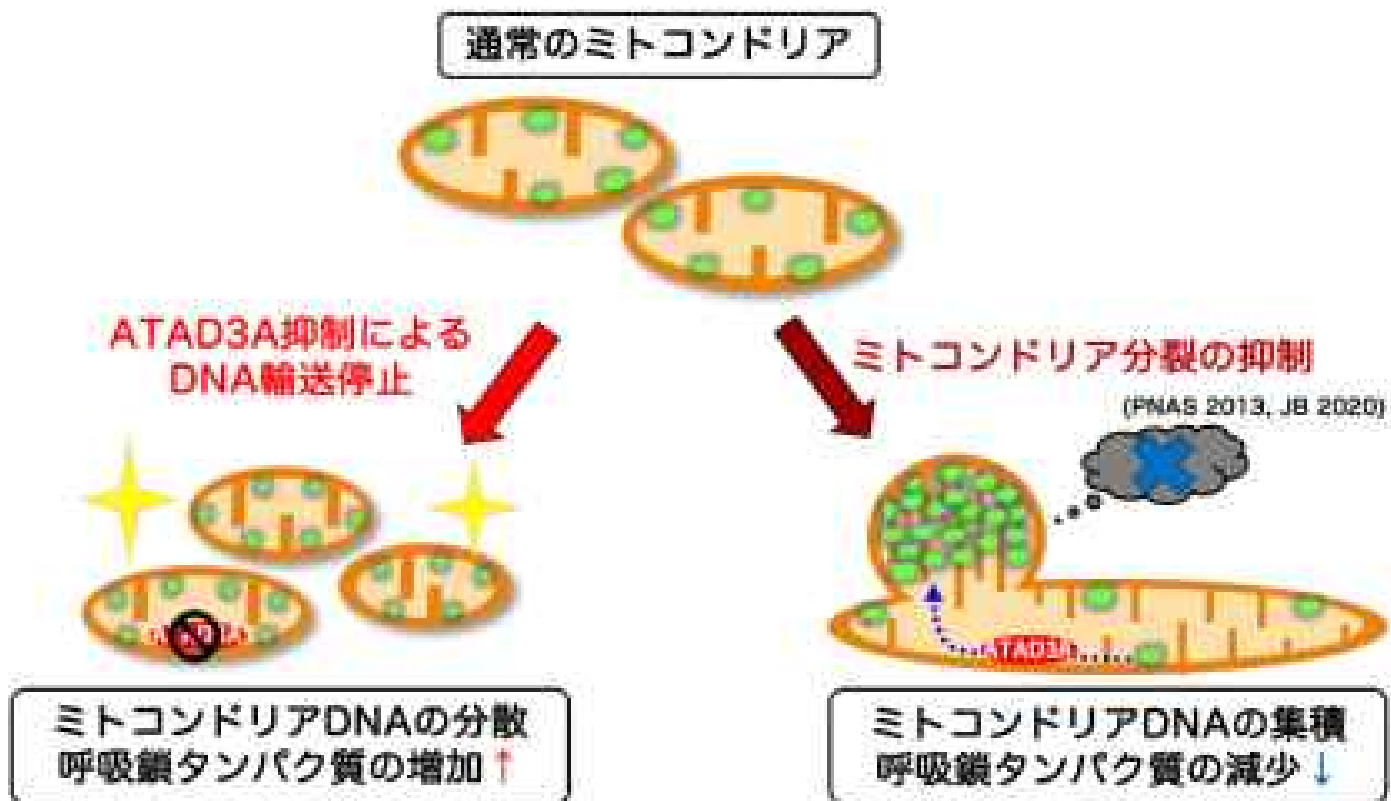 通常のミトコンドリア
ATAD3A抑制による
DNA輸送停止
ミトコンドリア分裂の抑制
(PNAS 2013, JB 2020)
ATAD3A
ミトコンドリアDNAの分散
呼吸鎖タンパク質の増加↑
ミトコンドリアDNAの集積
呼吸鎖タンパク質の減少↓